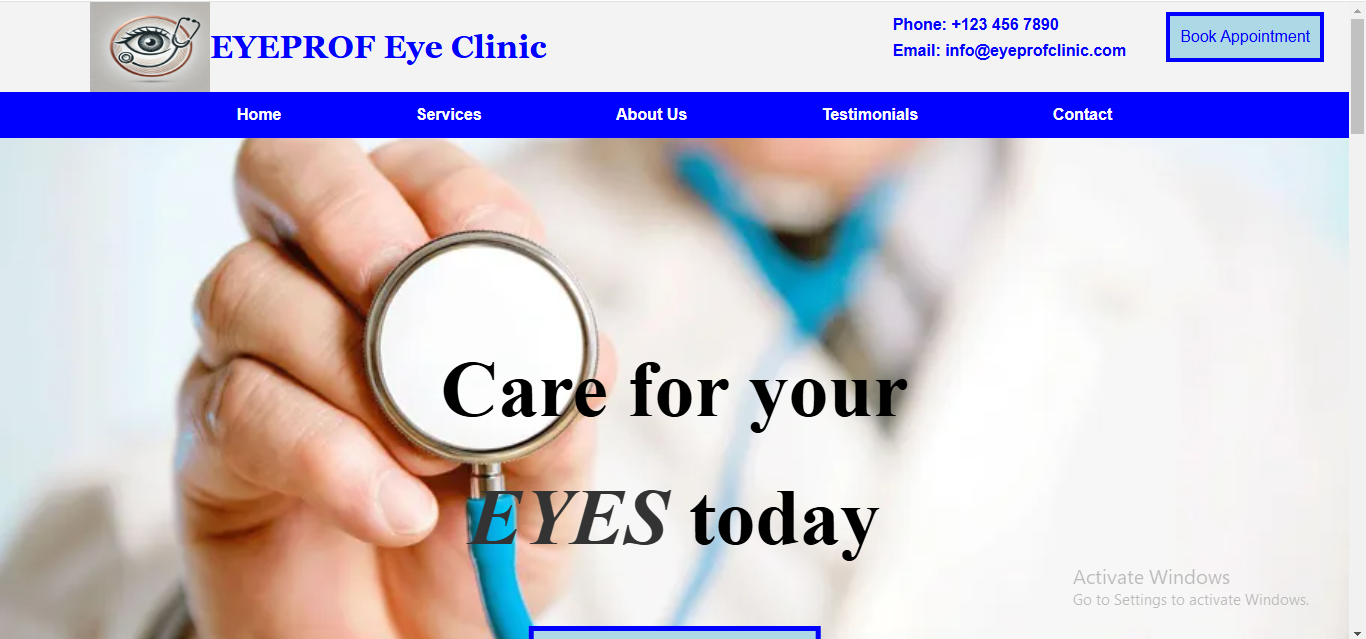 EYEPROF Eye Clinic
Phone: +123 456 7890
Email: info@eyeprofclinic.com
Book Appointment
Home
Services
About Us
Testimonials
Contact
Care for your
EYES today
Activate Windows
Go to Settings to activate Windows.